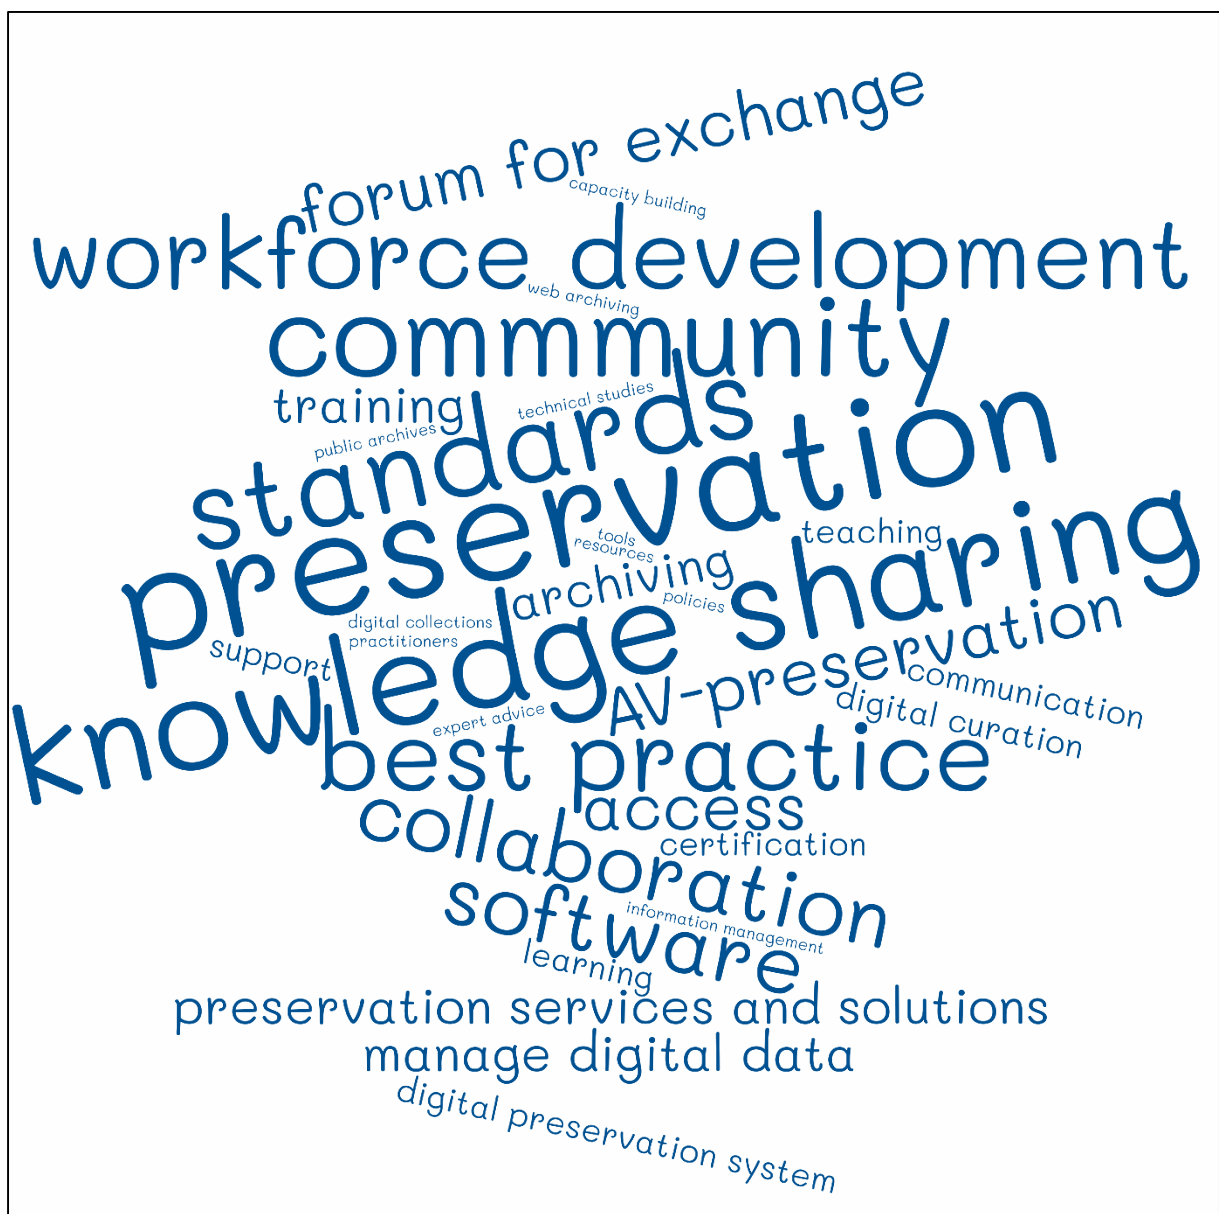 forum for exchange
capacity building
workforce development
web archiving
commmunity
training
technical studies
public archives
standards
preservation
tools
resources
teaching
archiving
policies
knowledge sharing
digital collections
practitioners
support
AV-preservation
communication
digital curation
expert advice
best practice
access
certification
collaboration
software
information management
learning
preservation services and solutions
manage digital data
digital preservation system